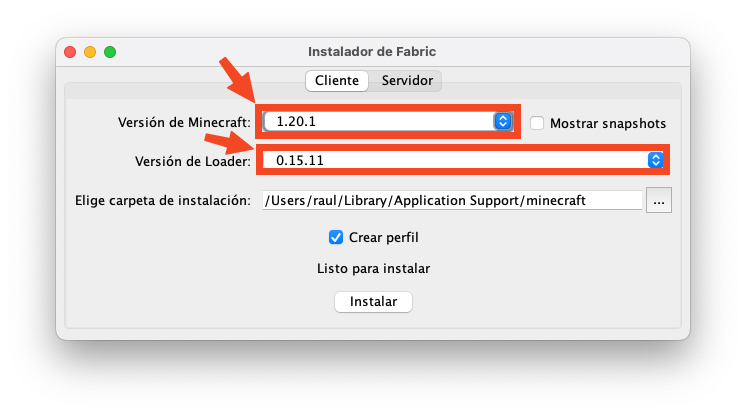 Instalador de Fabric
Cliente Servidor
Versión de Minecraft: 1.20.1 Mostrar snapshots
Versión de Loader: 0.15.11
Elige carpeta de instalación: /Users/raul/Library/Application Support/minecraft ...
Crear perfil
Listo para instalar
Instalar